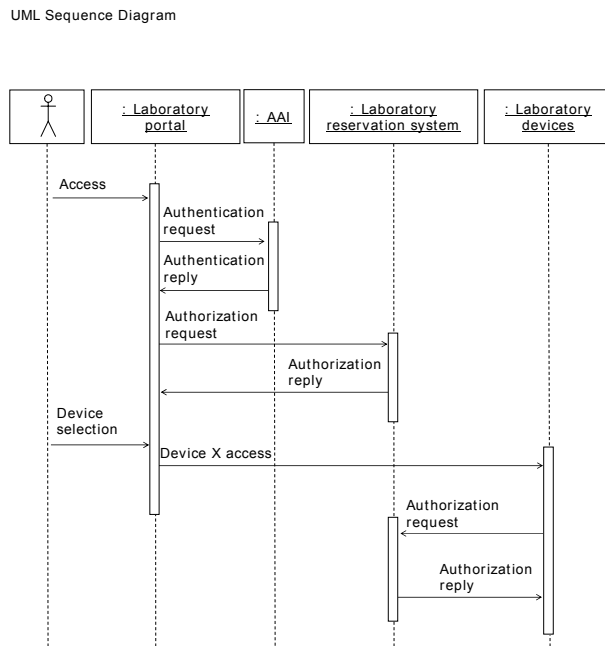 UML Sequence Diagram
: Laboratory
portal
: AAI
: Laboratory
reservation system
: Laboratory
devices
Access
Authentication
request
Authentication
reply
Authorization
request
Authorization
reply
Device
selection
Device X access
Authorization
request
Authorization
reply